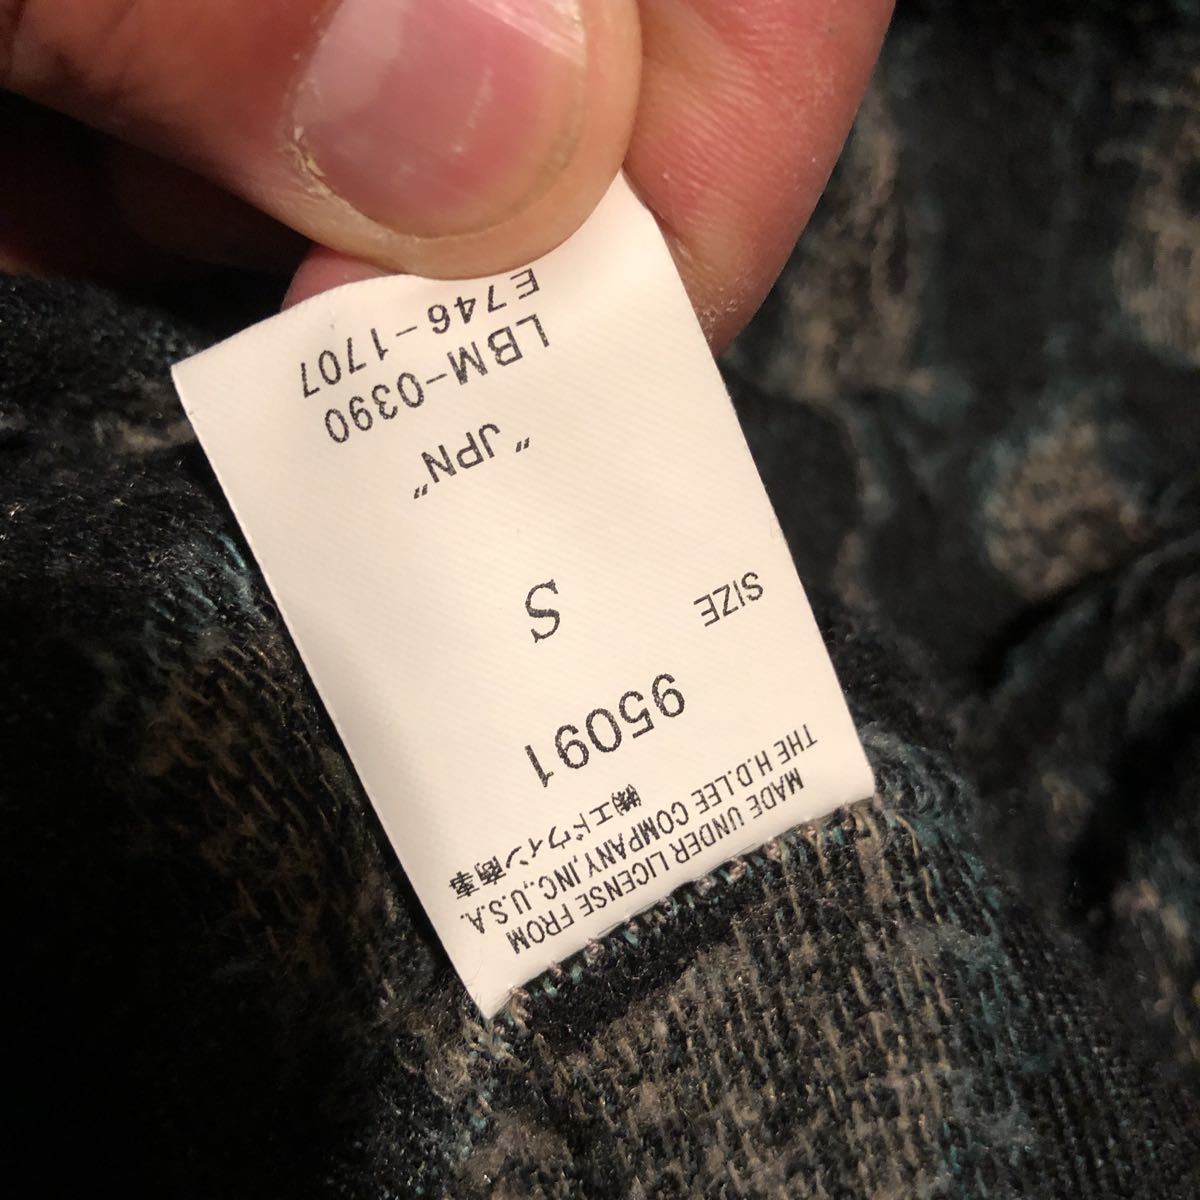 MADE UNDER LICENSE FROM
THE H.D.LEE COMPANY,INC.,U.S.A.
㈱エドウィン商事
95091
SIZE
S
"JPN"
LBM-0390
E746-1707